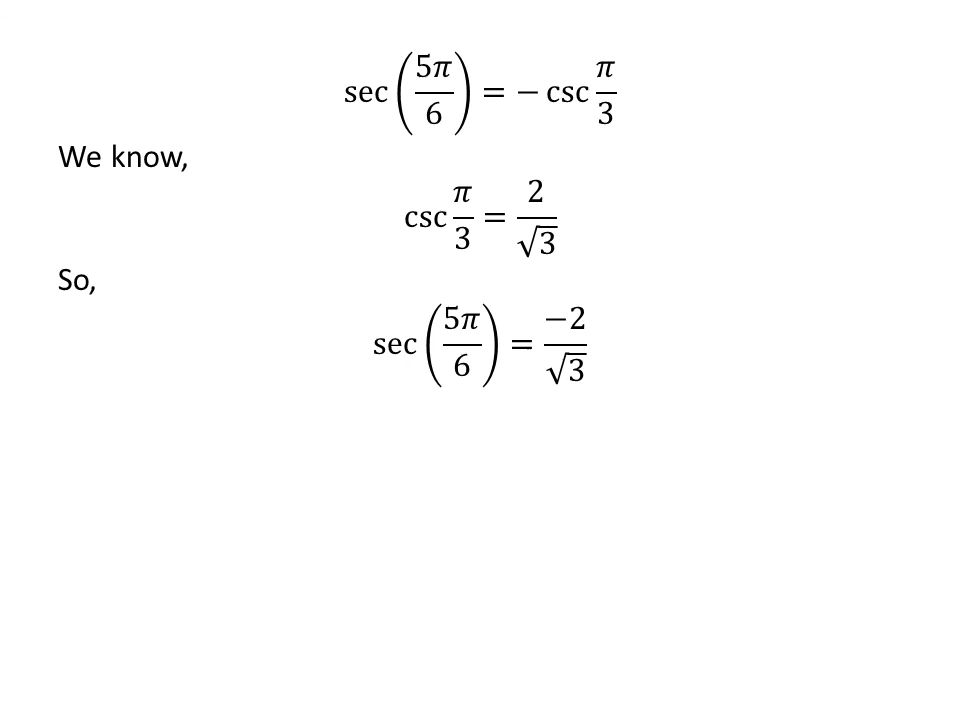 sec(5π/6) = − csc π/3
We know,
csc π/3 = 2/√3
So,
sec(5π/6) = −2/√3